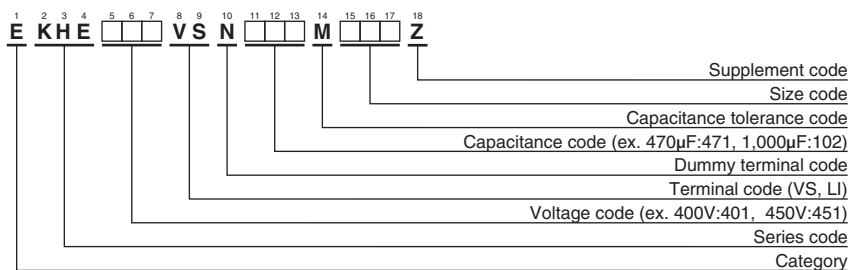 1 2 3 4 5 6 7 8 9 10 11 12 13 14 15 16 17 18
E KHE □□□ VS N □□□ M □□□ Z
Supplement code
Size code
Capacitance tolerance code
Capacitance code (ex. 470μF:471, 1,000μF:102)
Dummy terminal code
Terminal code (VS, LI)
Voltage code (ex. 400V:401, 450V:451)
Series code
Category